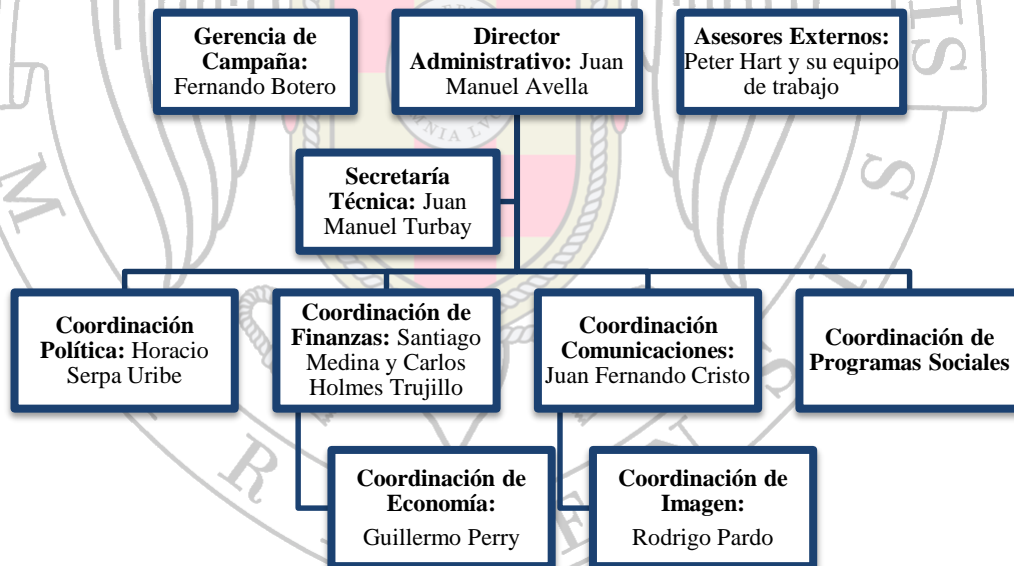 Gerencia de
Campaña:
Fernando Botero
Director
Administrativo: Juan
Manuel Avella
Asesores Externos:
Peter Hart y su equipo
de trabajo
Secretaría
Técnica: Juan
Manuel Turbay
Coordinación
Política: Horacio
Serpa Uribe
Coordinación de
Finanzas: Santiago
Medina y Carlos
Holmes Trujillo
Coordinación
Comunicaciones:
Juan Fernando Cristo
Coordinación de
Programas Sociales
Coordinación de
Economía:
Guillermo Perry
Coordinación de
Imagen:
Rodrigo Pardo